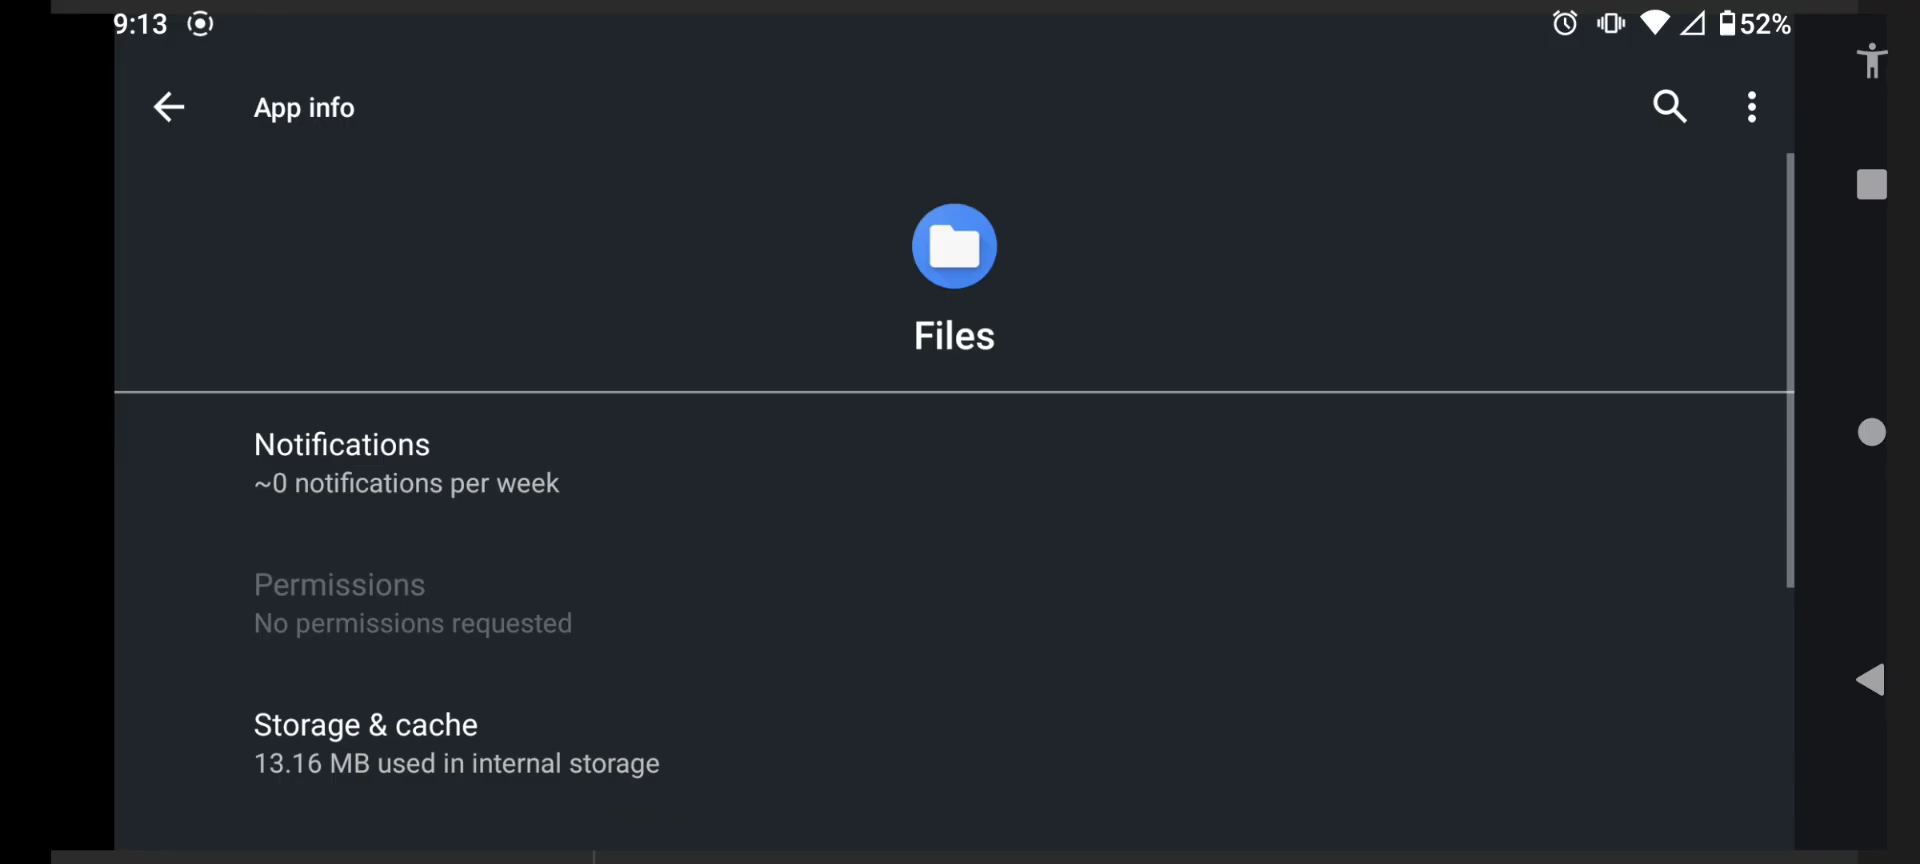 9:13
52%
App info
Files
Notifications
~0 notifications per week
Permissions
No permissions requested
Storage & cache
13.16 MB used in internal storage